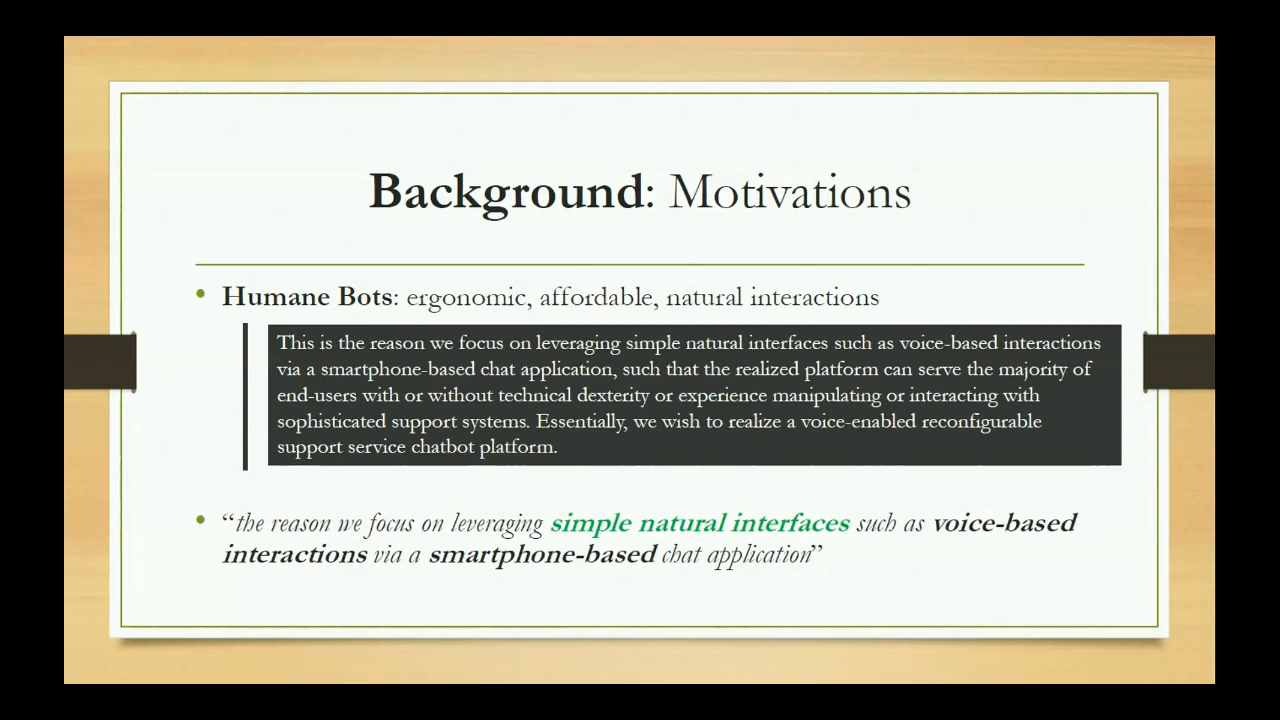 Background: Motivations
• Humane Bots: ergonomic, affordable, natural interactions
This is the reason we focus on leveraging simple natural interfaces such as voice-based interactions
via a smartphone-based chat application, such that the realized platform can serve the majority of
end-users with or without technical dexterity or experience manipulating or interacting with
sophisticated support systems. Essentially, we wish to realize a voice-enabled reconfigurable
support service chatbot platform.
• “the reason we focus on leveraging simple natural interfaces such as voice-based
interactions via a smartphone-based chat application”